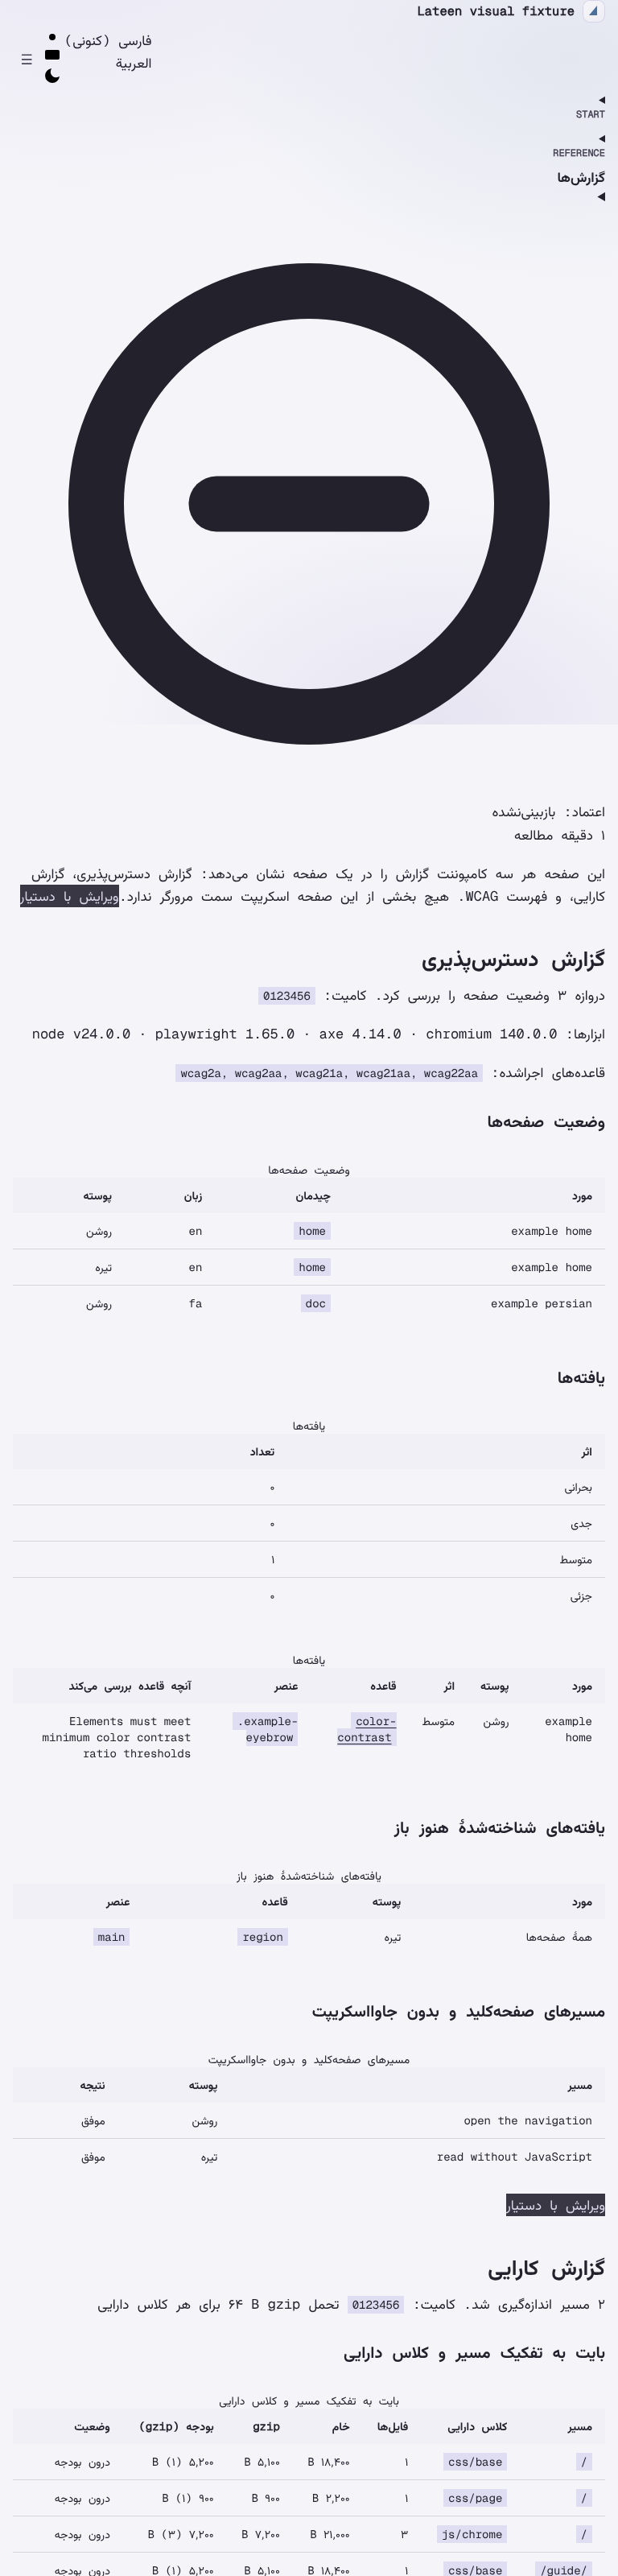 Lateen visual fixture
فارسی (کنونی)
العربية
START
REFERENCE
گزارش‌ها
اعتماد: بازبینی‌نشده
۱ دقیقه مطالعه
این صفحه هر سه کامپوننت گزارش را در یک صفحه نشان می‌دهد: گزارش دسترس‌پذیری، گزارش
کارایی، و فهرست WCAG. هیچ بخشی از این صفحه اسکریپت سمت مرورگر ندارد. ویرایش با دستیار
گزارش دسترس‌پذیری
دروازه ۳ وضعیت صفحه را بررسی کرد. کامیت: 0123456
ابزارها: node v24.0.0 · playwright 1.65.0 · axe 4.14.0 · chromium 140.0.0
قاعده‌های اجراشده: wcag2a, wcag2aa, wcag21a, wcag21aa, wcag22aa
وضعیت صفحه‌ها
وضعیت صفحه‌ها
مورد چیدمان زبان پوسته
example home home en روشن
example home home en تیره
example persian doc fa روشن
یافته‌ها
یافته‌ها
اثر تعداد
بحرانی ۰
جدی ۰
متوسط ۱
جزئی ۰
یافته‌ها
مورد پوسته اثر قاعده عنصر آنچه قاعده بررسی می‌کند
example home روشن متوسط color-contrast .example-eyebrow Elements must meet minimum color contrast ratio thresholds
یافته‌های شناخته‌شدهٔ هنوز باز
یافته‌های شناخته‌شدهٔ هنوز باز
مورد پوسته قاعده عنصر
همهٔ صفحه‌ها تیره region main
مسیرهای صفحه‌کلید و بدون جاوااسکریپت
مسیرهای صفحه‌کلید و بدون جاوااسکریپت
مسیر پوسته نتیجه
open the navigation روشن موفق
read without JavaScript تیره موفق
ویرایش با دستیار
گزارش کارایی
۲ مسیر اندازه‌گیری شد. کامیت: 0123456 تحمل ۶۴ B gzip برای هر کلاس دارایی
بایت به تفکیک مسیر و کلاس دارایی
بایت به تفکیک مسیر و کلاس دارایی
مسیر کلاس دارایی فایل‌ها خام gzip بودجه (gzip) وضعیت
/ css/base ۱ ۱۸٬۴۰۰ B ۵٬۱۰۰ B ۵٬۲۰۰ B (۱) درون بودجه
/ css/page ۱ ۲٬۲۰۰ B ۹۰۰ B ۹۰۰ B (۱) درون بودجه
/ js/chrome ۳ ۲۱٬۰۰۰ B ۷٬۲۰۰ B ۷٬۲۰۰ B (۳) درون بودجه
/guide/ css/base ۱ ۱۸٬۴۰۰ B ۵٬۱۰۰ B ۵٬۲۰۰ B (۱) درون بودجه